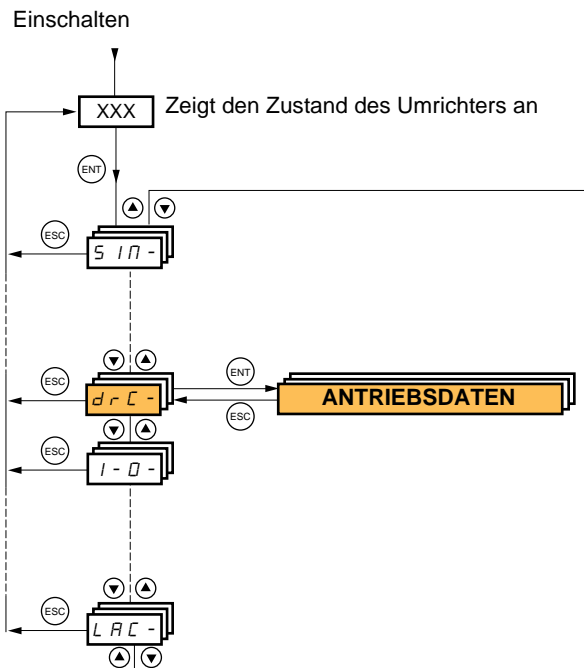 Einschalten
XXX Zeigt den Zustand des Umrichters an
ENT
ESC
SIM-
ESC
drC-
ENT
ESC
ANTRIEBSDATEN
ESC
I-O-
ESC
LAC-